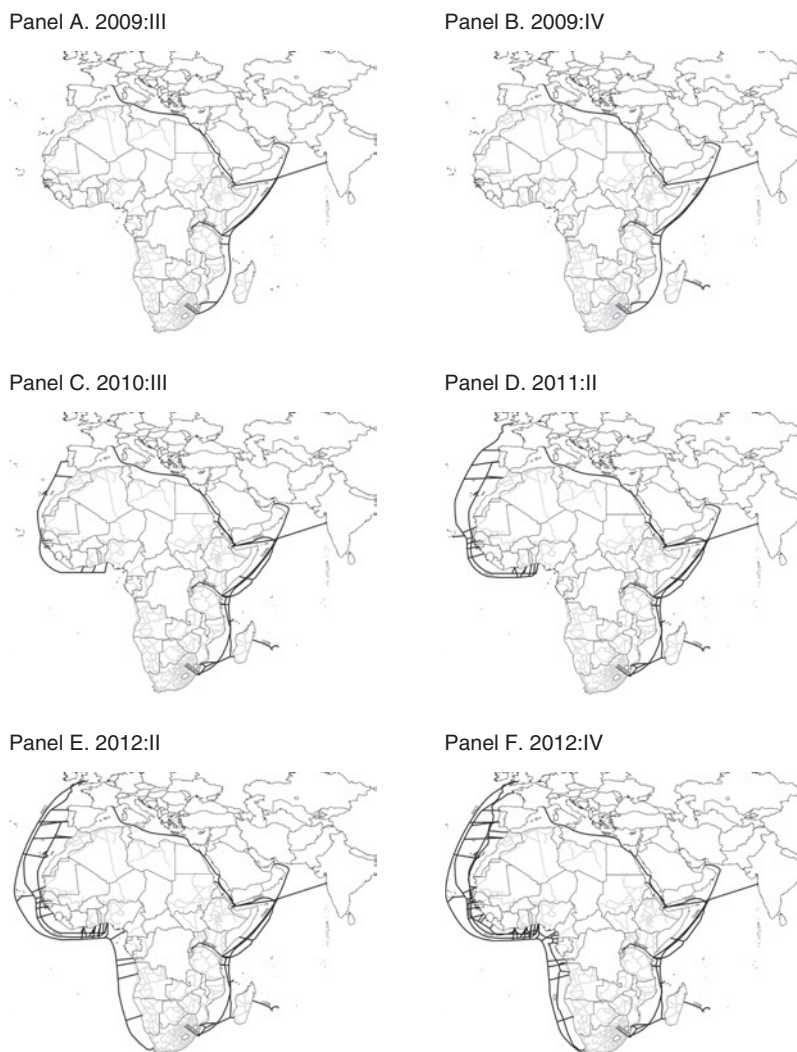 Panel A. 2009:III
Panel B. 2009:IV
Panel C. 2010:III
Panel D. 2011:II
Panel E. 2012:II
Panel F. 2012:IV